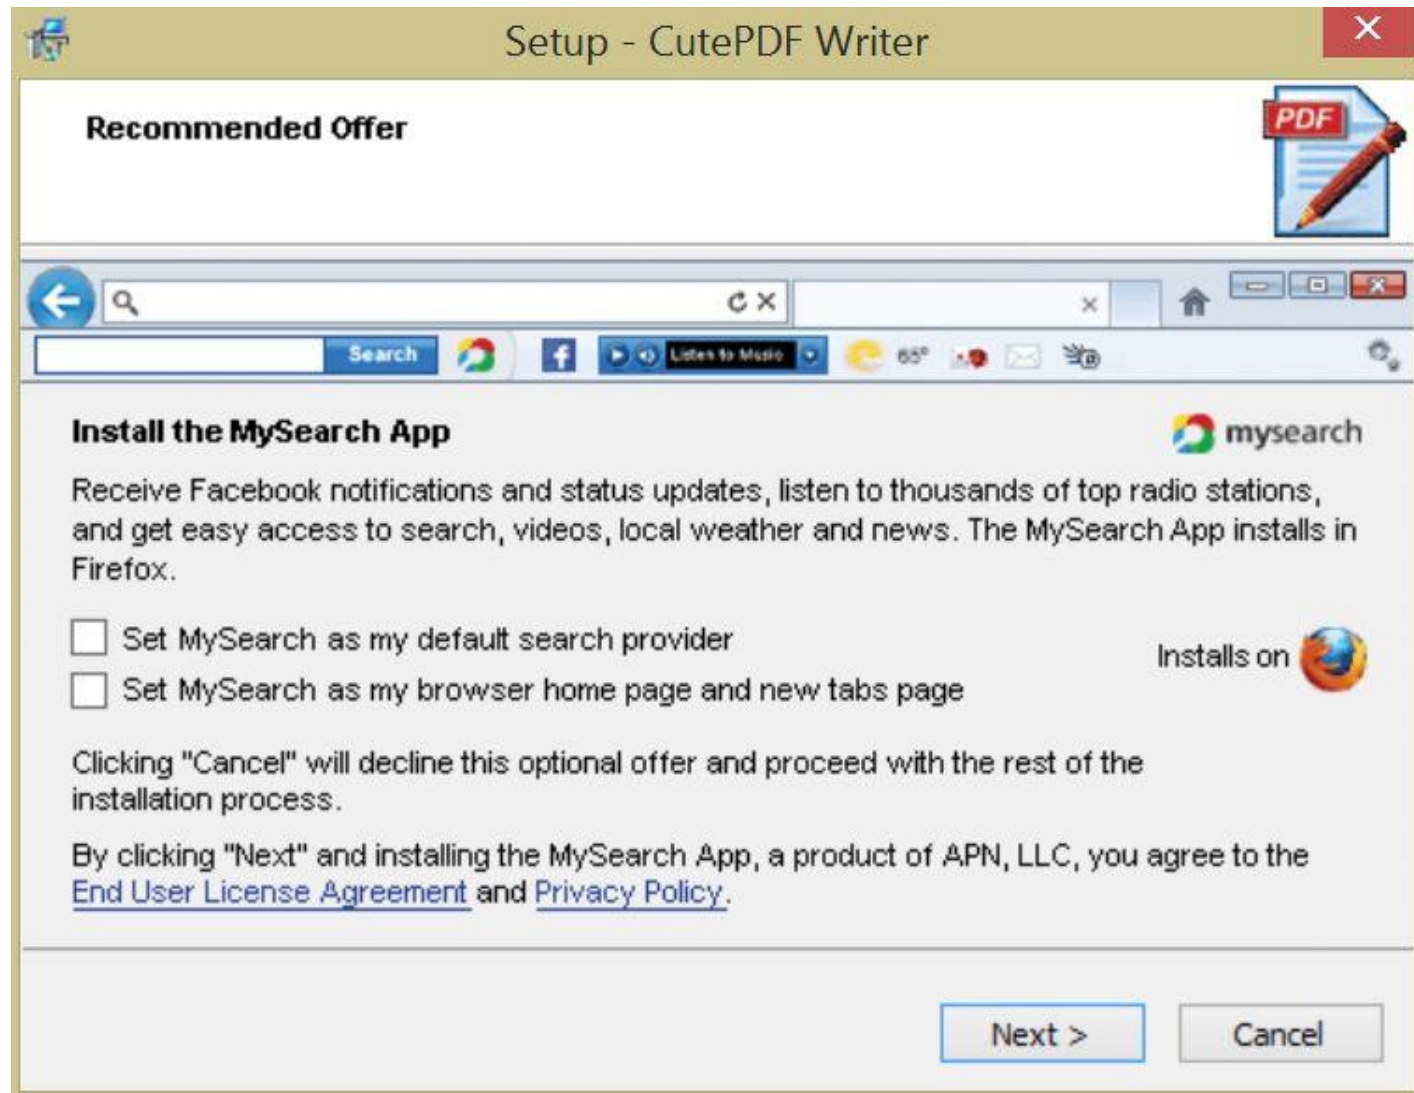 Setup - CutePDF Writer
Recommended Offer
PDF
Search
Listen to Music
65°
Install the MySearch App
mysearch
Receive Facebook notifications and status updates, listen to thousands of top radio stations,
and get easy access to search, videos, local weather and news. The MySearch App installs in
Firefox.
Set MySearch as my default search provider
Installs on
Set MySearch as my browser home page and new tabs page
Clicking "Cancel" will decline this optional offer and proceed with the rest of the
installation process.
By clicking "Next" and installing the MySearch App, a product of APN, LLC, you agree to the
End User License Agreement and Privacy Policy.
Next >
Cancel